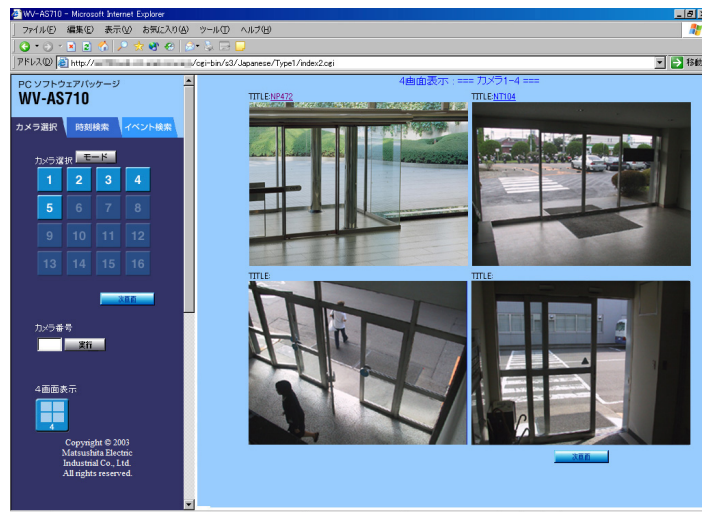 WV-AS710 - Microsoft Internet Explorer
ファイル(F) 編集(E) 表示(V) お気に入り(A) ツール(T) ヘルプ(H)
アドレス(D) http:// /cgi-bin/s3/Japanese/Type1/index2.cgi 移動
PC ソフトウェアパッケージ
WV-AS710
カメラ選択 時刻検索 イベント検索
カメラ選択 モード
1 2 3 4
5 6 7 8
9 10 11 12
13 14 15 16
次画面
カメラ番号
実行
4画面表示
4
Copyright © 2003
Matsushita Electric
Industrial Co., Ltd.
All rights reserved.
4画面表示 : === カメラ1-4 ===
TITLE:NP472 TITLE:NT104
TITLE: TITLE:
次画面